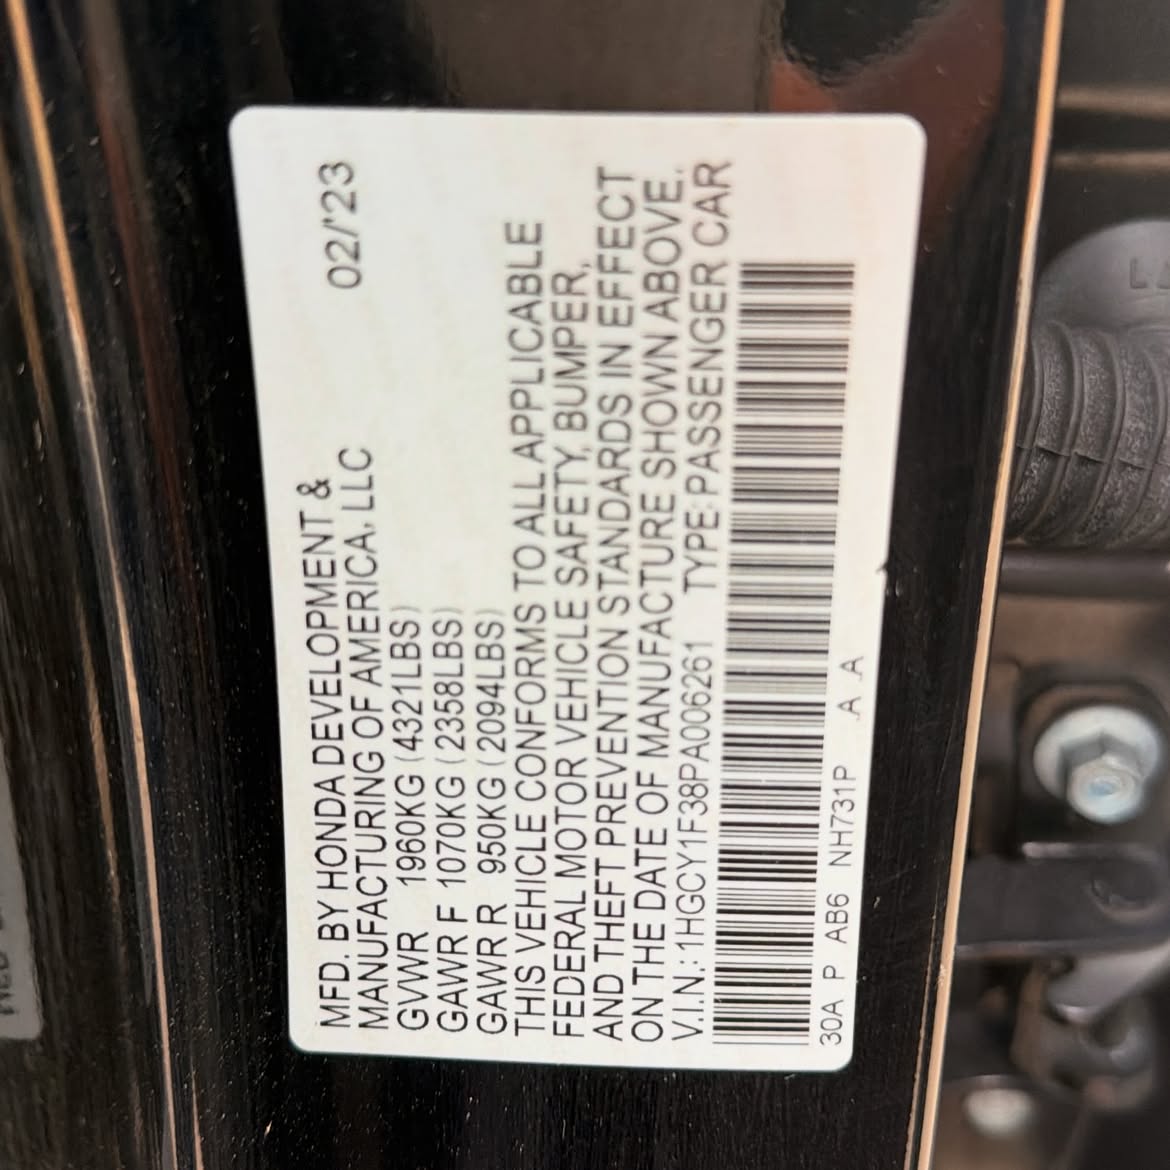 MFD. BY HONDA DEVELOPMENT &
MANUFACTURING OF AMERICA, LLC 02/'23
GVWR 1960KG (4321LBS)
GAWR F 1070KG (2358LBS)
GAWR R 950KG (2094LBS)
THIS VEHICLE CONFORMS TO ALL APPLICABLE
FEDERAL MOTOR VEHICLE SAFETY, BUMPER,
AND THEFT PREVENTION STANDARDS IN EFFECT
ON THE DATE OF MANUFACTURE SHOWN ABOVE.
V.I.N.: 1HGCY1F38PA006261 TYPE: PASSENGER CAR
30A P AB6 NH731P A A